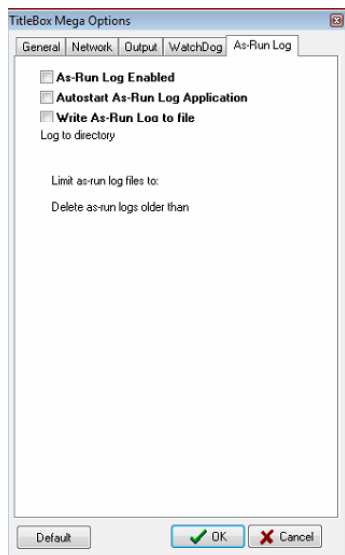 TitleBox Mega Options
General Network Output WatchDog As-Run Log
As-Run Log Enabled
Autostart As-Run Log Application
Write As-Run Log to file
Log to directory
Limit as-run log files to:
Delete as-run logs older than
Default OK Cancel